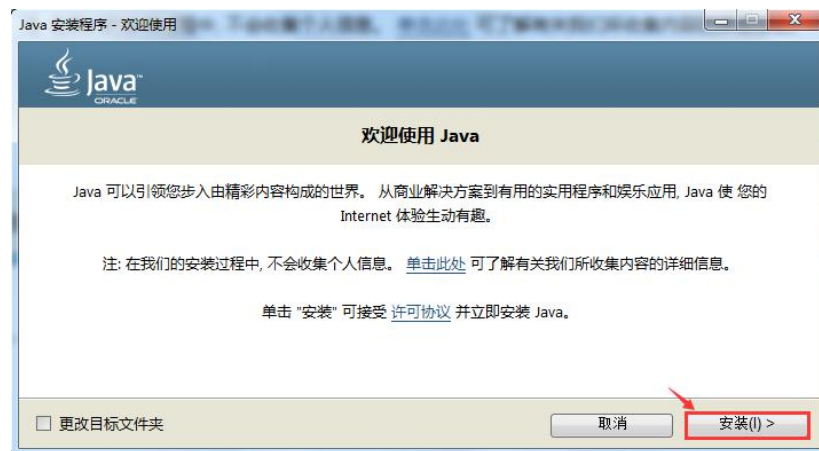 Java 安装程序 - 欢迎使用
Java™
ORACLE
欢迎使用 Java
Java 可以引领您步入由精彩内容构成的世界。 从商业解决方案到有用的实用程序和娱乐应用, Java 使 您的
Internet 体验生动有趣。
注: 在我们的安装过程中, 不会收集个人信息。 单击此处 可了解有关我们所收集内容的详细信息。
单击 "安装" 可接受 许可协议 并立即安装 Java。
更改目标文件夹
取消
安装(I) >